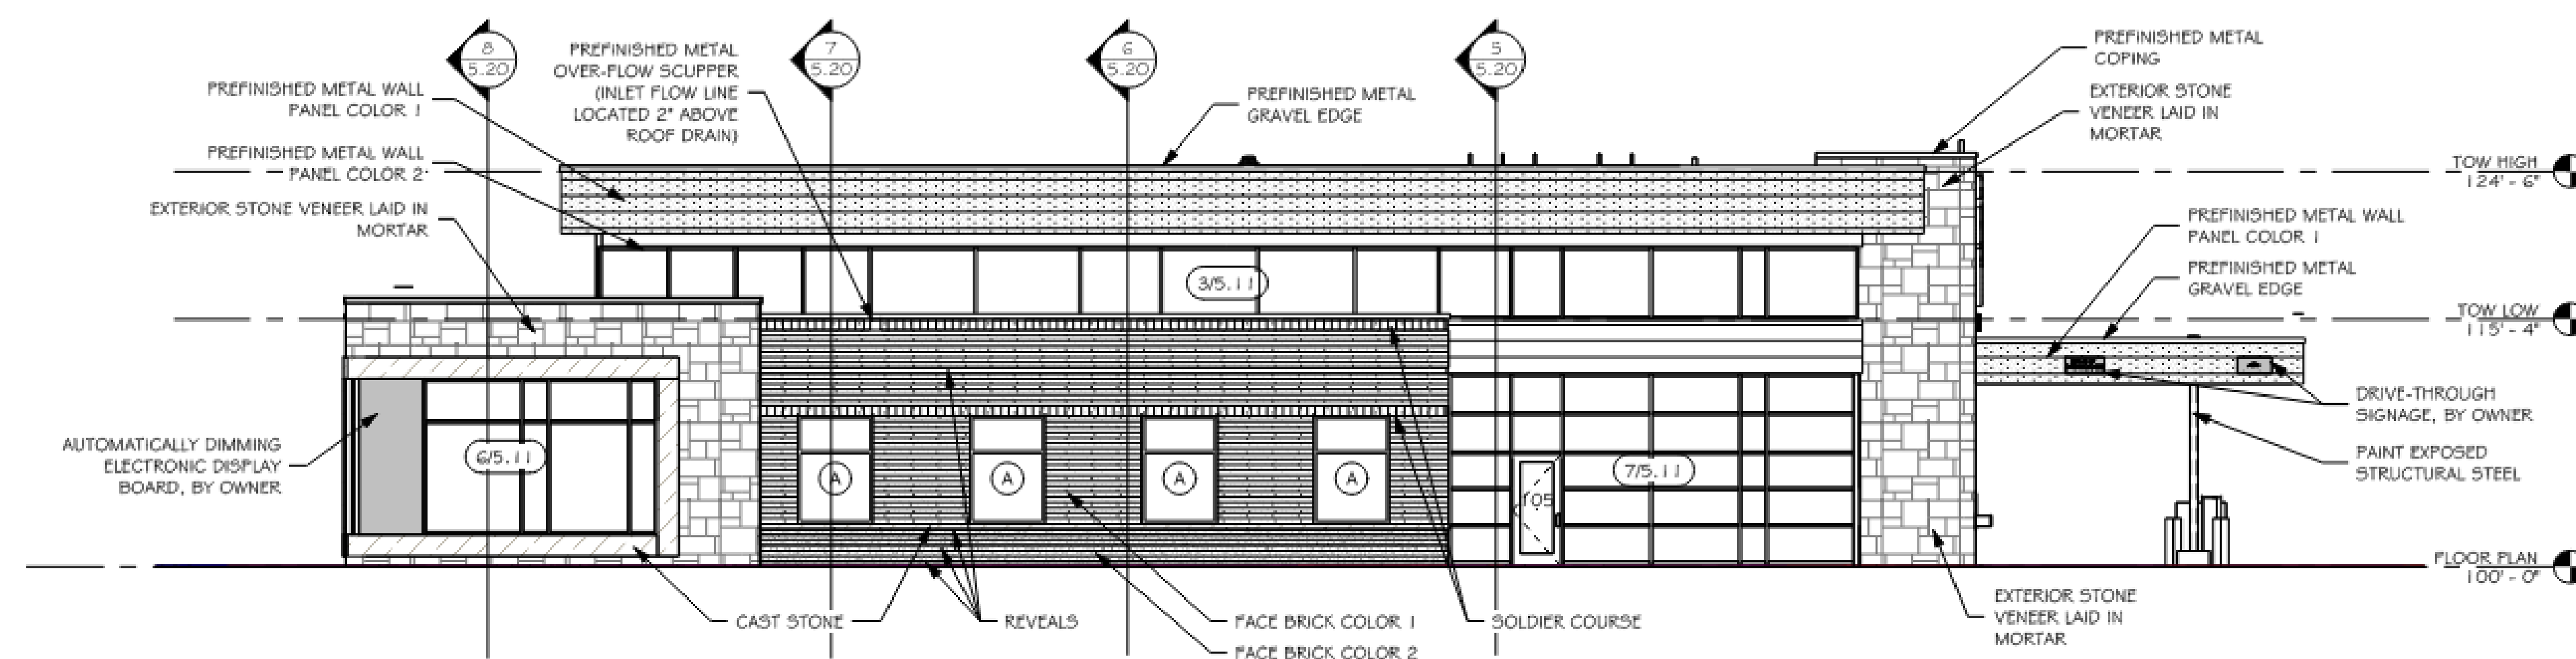 8
5.20
7
5.20
6
5.20
5
5.20
PREFINISHED METAL
OVER-FLOW SCUPPER
(INLET FLOW LINE
LOCATED 2" ABOVE
ROOF DRAIN)
PREFINISHED METAL WALL
PANEL COLOR 1
PREFINISHED METAL WALL
PANEL COLOR 2
EXTERIOR STONE VENEER LAID IN
MORTAR
AUTOMATICALLY DIMMING
ELECTRONIC DISPLAY
BOARD, BY OWNER
PREFINISHED METAL
GRAVEL EDGE
PREFINISHED METAL
COPING
EXTERIOR STONE
VENEER LAID IN
MORTAR
TOW HIGH
124' - 6"
PREFINISHED METAL WALL
PANEL COLOR 1
PREFINISHED METAL
GRAVEL EDGE
TOW LOW
115' - 4"
DRIVE-THROUGH
SIGNAGE, BY OWNER
PAINT EXPOSED
STRUCTURAL STEEL
FLOOR PLAN
100' - 0"
3/5.11
6/5.11
A
A
A
A
105
7/5.11
CAST STONE
REVEALS
FACE BRICK COLOR 1
FACE BRICK COLOR 2
SOLDIER COURSE
EXTERIOR STONE
VENEER LAID IN
MORTAR